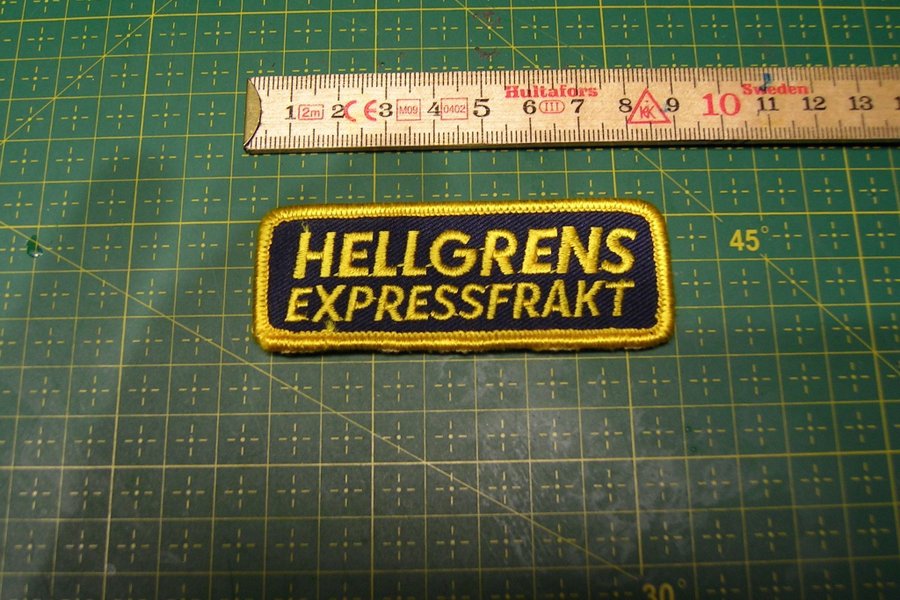 Hultafors Sweden
1 2m 2 CE 3 M09 4 0402 5 6 III 7 8 9 10 11 12 13
HELLGRENS
EXPRESSFRAKT
45°
30°